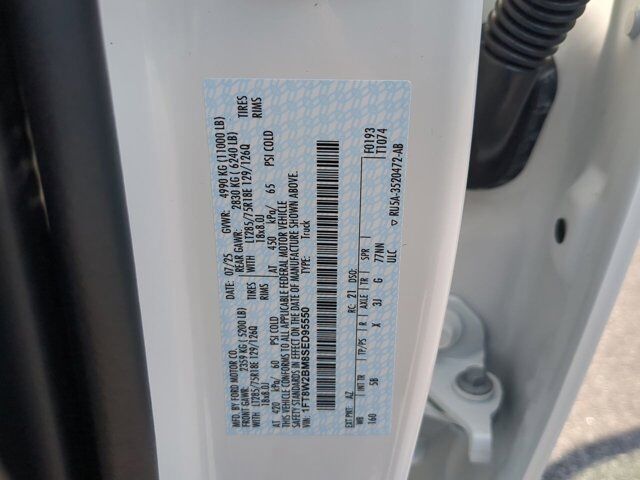 MFD. BY FORD MOTOR CO.
DATE: 07/25 GVWR: 4990 KG (11000 LB)
FRONT GAWR: 2359 KG ( 5200 LB) REAR GAWR: 2830 KG ( 6240 LB)
WITH LT285/75R18E 129/126Q TIRES WITH LT285/75R18E 129/126Q TIRES
18x8.0J RIMS 18x8.0J RIMS
AT 420 kPa/ 60 PSI COLD AT 450 kPa/ 65 PSI COLD
THIS VEHICLE CONFORMS TO ALL APPLICABLE FEDERAL MOTOR VEHICLE
SAFETY STANDARDS IN EFFECT ON THE DATE OF MANUFACTURE SHOWN ABOVE.
VIN: 1FT8W2BM8SED95550 TYPE: Truck
F0193
T1074
EXT PNT: AZ RC: 21 DSO:
WB INT TR TP/PS R AXLE TR SPR
160 5B X 3J G 77NN
ULC
▽ RU5A-3520472-AB